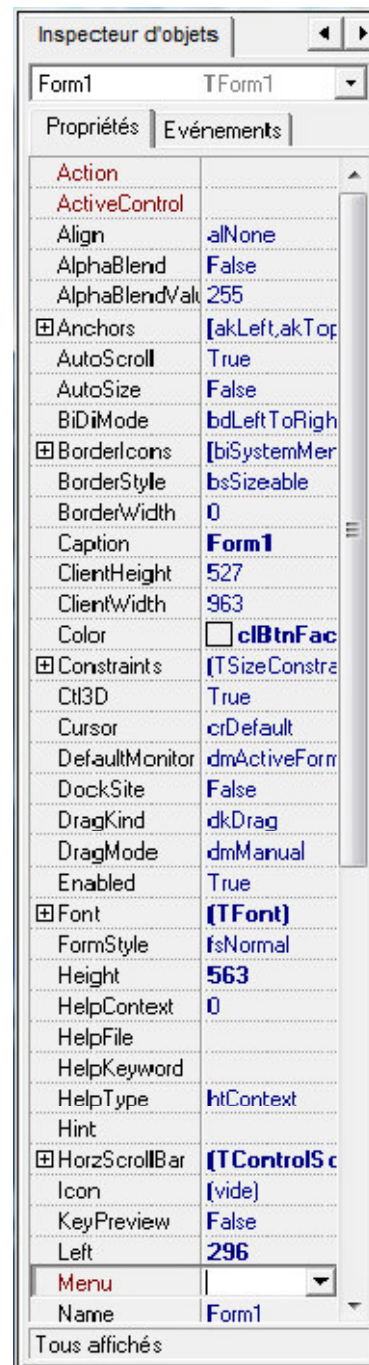 Inspecteur d'objets
Form1 TForm1
Propriétés Evénements
Action
ActiveControl
Align alNone
AlphaBlend False
AlphaBlendValu 255
Anchors [akLeft,akTop
AutoScroll True
AutoSize False
BiDiMode bdLeftToRigh
BorderIcons [biSystemMer
BorderStyle bsSizeable
BorderWidth 0
Caption Form1
ClientHeight 527
ClientWidth 963
Color clBtnFac
Constraints (TSizeConstra
Ctl3D True
Cursor crDefault
DefaultMonitor dmActiveForm
DockSite False
DragKind dkDrag
DragMode dmManual
Enabled True
Font (TFont)
FormStyle fsNormal
Height 563
HelpContext 0
HelpFile
HelpKeyword
HelpType htContext
Hint
HorzScrollBar (TControlSc
Icon (vide)
KeyPreview False
Left 296
Menu
Name Form1
Tous affichés